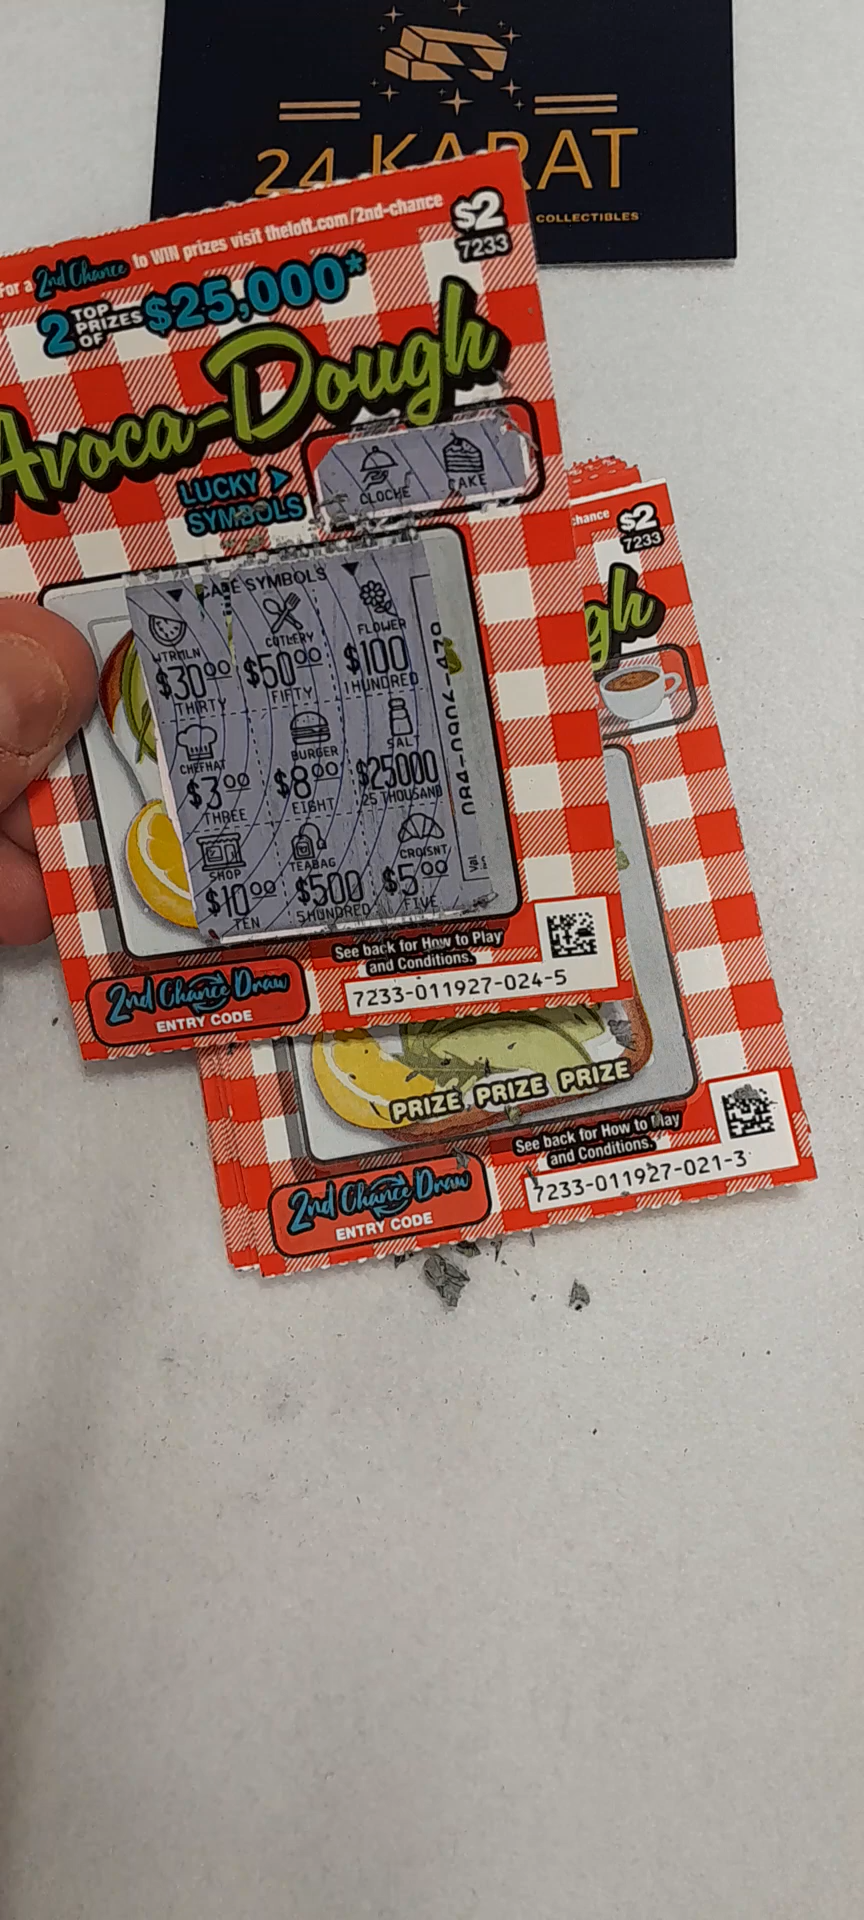 24 KARAT
COLLECTIBLES
For a 2nd Chance to WIN prizes visit thelott.com/2nd-chance
$2
7233
2 TOP PRIZES OF $25,000*
Avoca-Dough
LUCKY
SYMBOLS
CLOCHE CAKE
SYMBOLS
WTRMLN CUTLERY FLOWER
$30.00 $50.00 $100
THIRTY FIFTY 1HUNDRED
CHEFHAT BURGER SALT
$3.00 $8.00 $25000
THREE EIGHT 25 THOUSAND
SHOP TEABAG CROISNT
$10.00 $500 $5.00
TEN 5HUNDRED FIVE
See back for How to Play
and Conditions.
2nd Chance Draw
ENTRY CODE
7233-011927-024-5
chance
$2
7233
gh
PRIZE PRIZE PRIZE
See back for How to Play
and Conditions.
2nd Chance Draw
ENTRY CODE
7233-011927-021-3